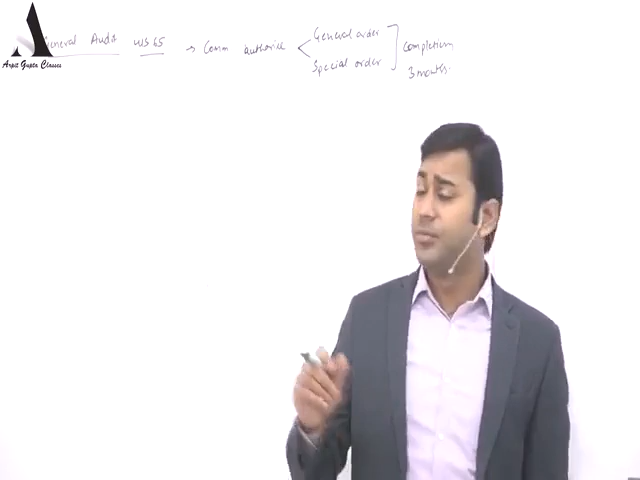 General Audit u/s 65 → Comm authorise
General order
Special order
Completion
3 months.
Arpit Gupta Classes